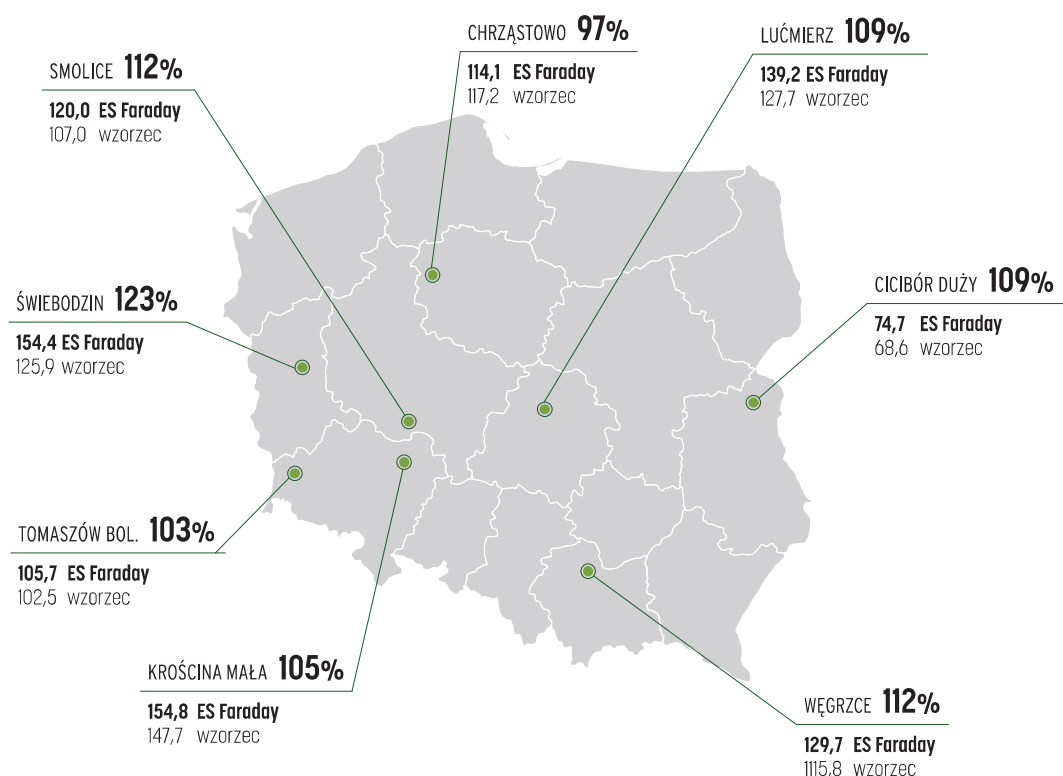 CHRZĄSTOWO 97%
114,1 ES Faraday
117,2 wzorzec
LUĆMIERZ 109%
139,2 ES Faraday
127,7 wzorzec
SMOLICE 112%
120,0 ES Faraday
107,0 wzorzec
ŚWIEBODZIN 123%
154,4 ES Faraday
125,9 wzorzec
CICIBÓR DUŻY 109%
74,7 ES Faraday
68,6 wzorzec
TOMASZÓW BOL. 103%
105,7 ES Faraday
102,5 wzorzec
KROŚCINA MAŁA 105%
154,8 ES Faraday
147,7 wzorzec
WĘGRZCE 112%
129,7 ES Faraday
1115,8 wzorzec